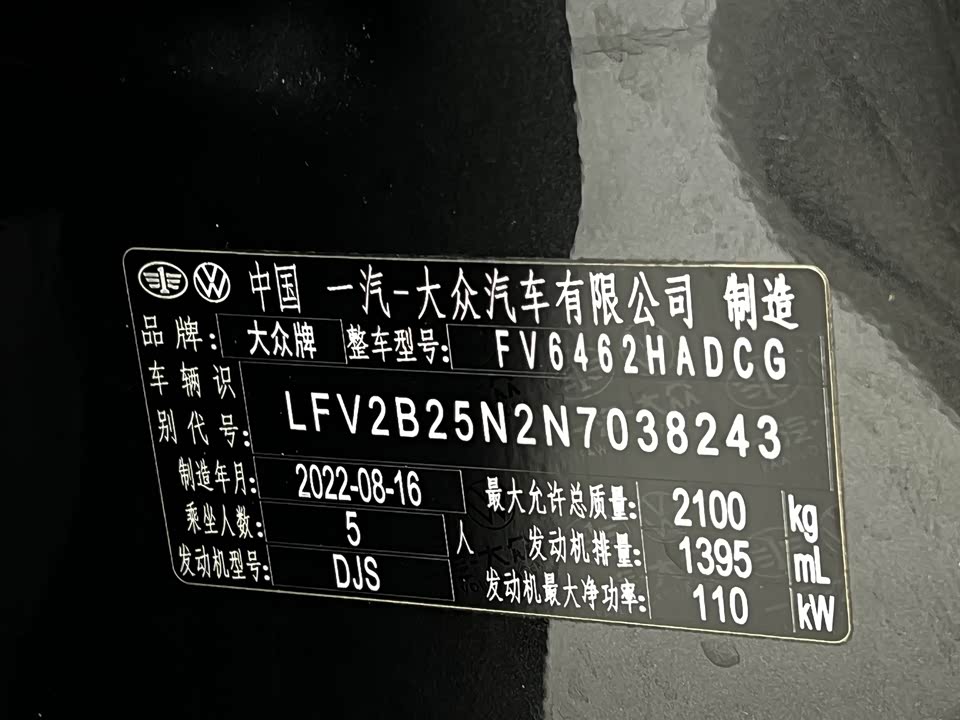 中国 一汽-大众汽车有限公司 制造
品牌: 大众牌 整车型号: FV6462HADCG
车辆识别代号: LFV2B25N2N7038243
制造年月: 2022-08-16 最大允许总质量: 2100 kg
乘坐人数: 5 人 发动机排量: 1395 mL
发动机型号: DJS 发动机最大净功率: 110 kW